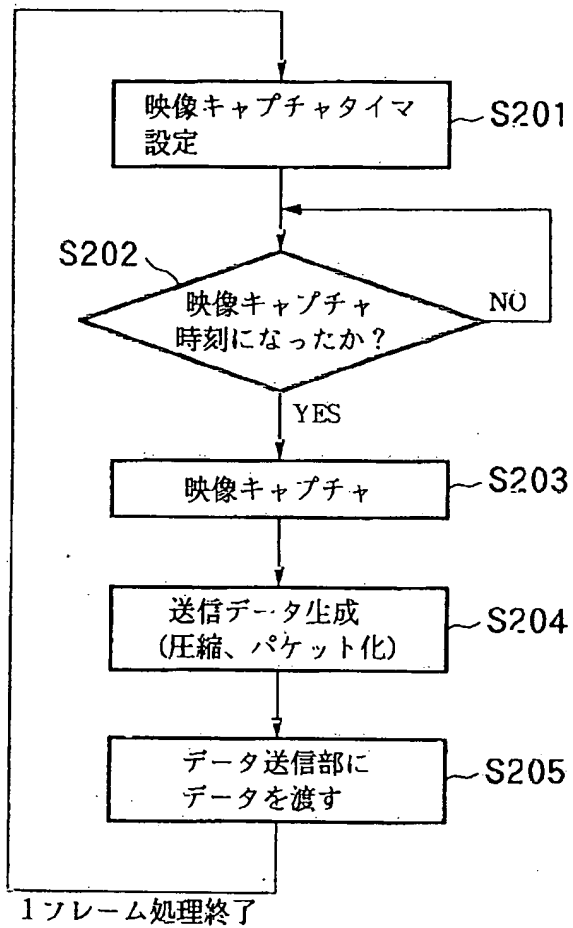 映像キャプチャタイマ
設定
S201
S202
映像キャプチャ
時刻になったか？
NO
YES
映像キャプチャ
S203
送信データ生成
(圧縮、パケット化)
S204
データ送信部に
データを渡す
S205
1フレーム処理終了